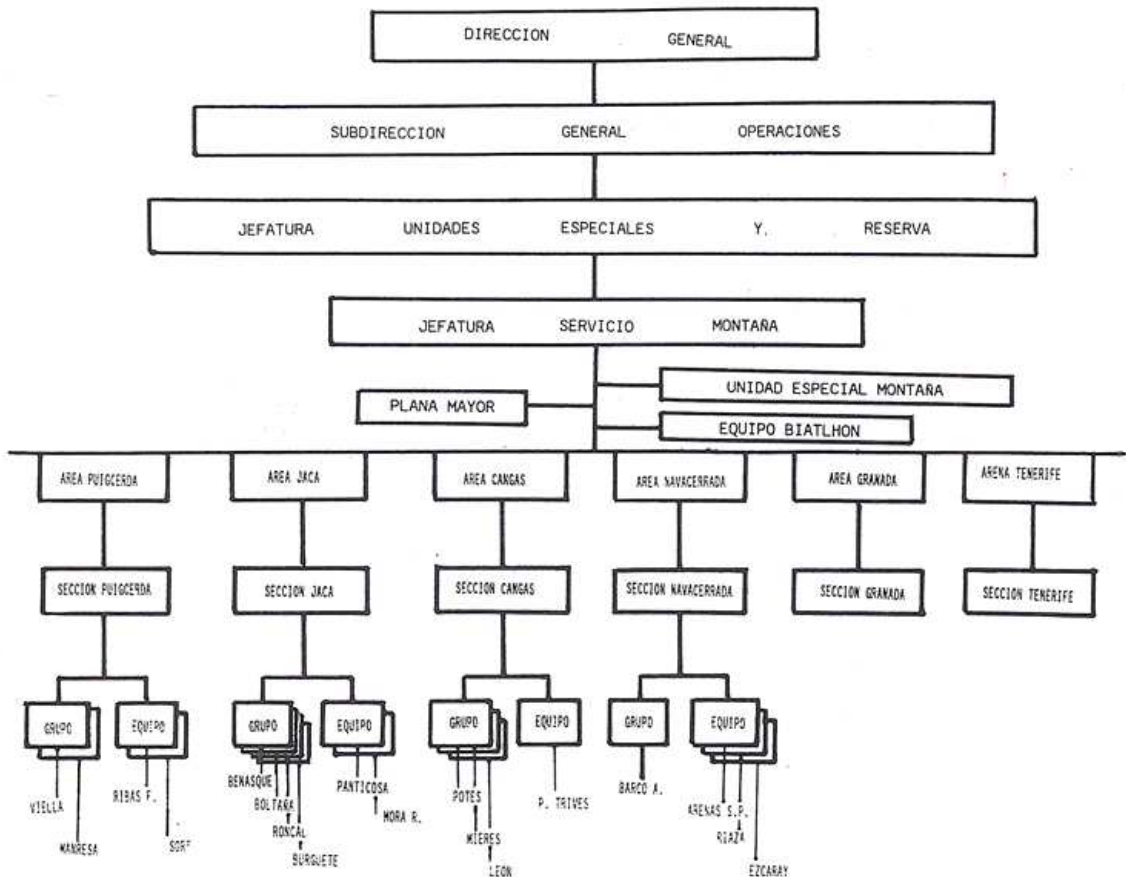 DIRECCION GENERAL
SUBDIRECCION GENERAL OPERACIONES
JEFATURA UNIDADES ESPECIALES Y. RESERVA
JEFATURA SERVICIO MONTAÑA
UNIDAD ESPECIAL MONTAÑA
PLANA MAYOR
EQUIPO BIATLHON
AREA PUIGCERDA
AREA JACA
AREA CANGAS
AREA NAVACERRADA
AREA GRANADA
ARENA TENERIFE
SECCION PUIGCERDA
SECCION JACA
SECCION CANGAS
SECCION NAVACERRADA
SECCION GRANADA
SECCION TENERIFE
GRUPO
EQUIPO
GRUPO
EQUIPO
GRUPO
EQUIPO
GRUPO
EQUIPO
VIELLA
MANRESA
RIBAS F.
SORT
BENASQUE
BOLTAÑA
RONCAL
BURGUETE
PANTICOSA
MORA R.
POTES
MIERES
LEON
P. TRIVES
BARCO A.
ARENAS S.P.
RIAZA
EZCARAY